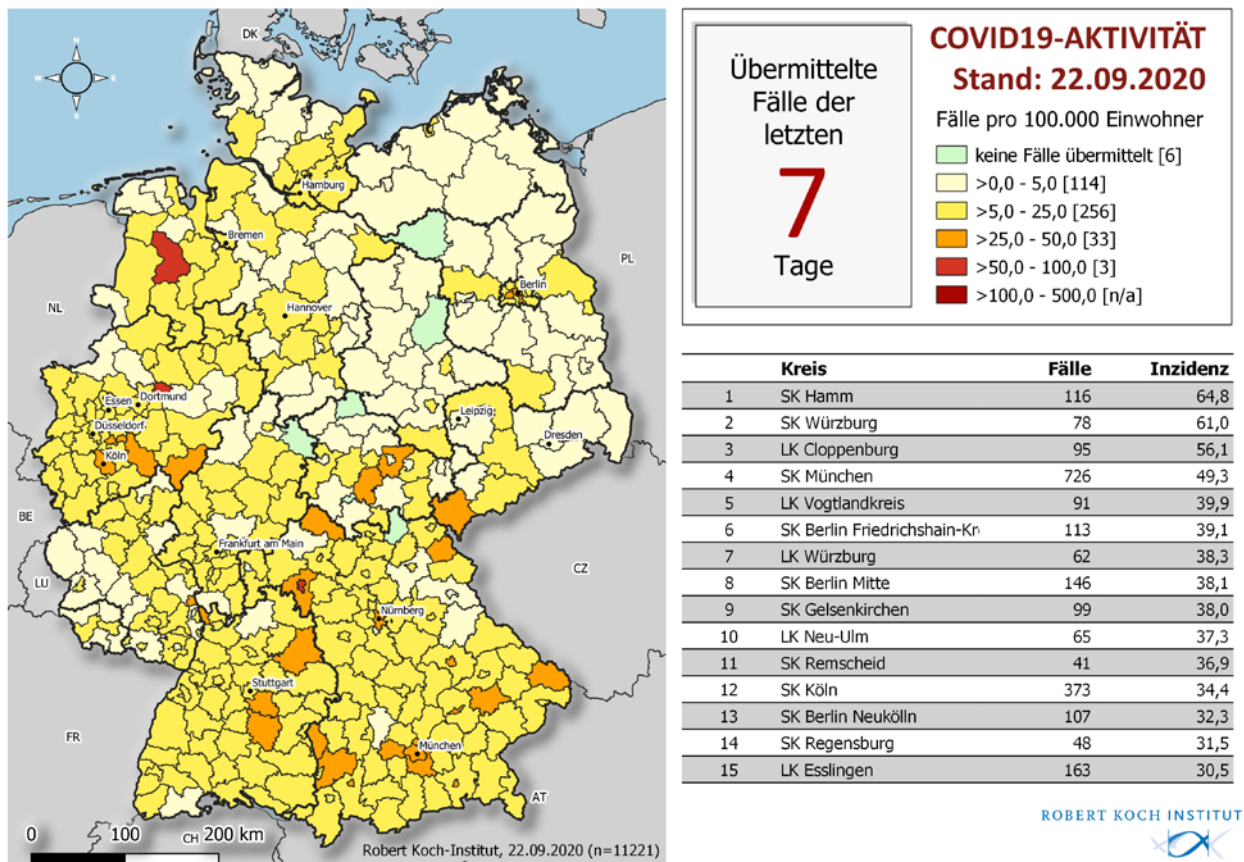 DK
N
W
E
S
PL
NL
BE
LU
FR
CZ
AT
CH
Hamburg
Bremen
Berlin
Hannover
Essen
Dortmund
Düsseldorf
Köln
Leipzig
Dresden
Frankfurt am Main
Nürnberg
Stuttgart
München
0 100 200 km
Robert Koch-Institut, 22.09.2020 (n=11221)
Übermittelte
Fälle der
letzten
7
Tage
COVID19-AKTIVITÄT
Stand: 22.09.2020
Fälle pro 100.000 Einwohner
keine Fälle übermittelt [6]
>0,0 - 5,0 [114]
>5,0 - 25,0 [256]
>25,0 - 50,0 [33]
>50,0 - 100,0 [3]
>100,0 - 500,0 [n/a]
Kreis Fälle Inzidenz
1 SK Hamm 116 64,8
2 SK Würzburg 78 61,0
3 LK Cloppenburg 95 56,1
4 SK München 726 49,3
5 LK Vogtlandkreis 91 39,9
6 SK Berlin Friedrichshain-Kr 113 39,1
7 LK Würzburg 62 38,3
8 SK Berlin Mitte 146 38,1
9 SK Gelsenkirchen 99 38,0
10 LK Neu-Ulm 65 37,3
11 SK Remscheid 41 36,9
12 SK Köln 373 34,4
13 SK Berlin Neukölln 107 32,3
14 SK Regensburg 48 31,5
15 LK Esslingen 163 30,5
ROBERT KOCH INSTITUT